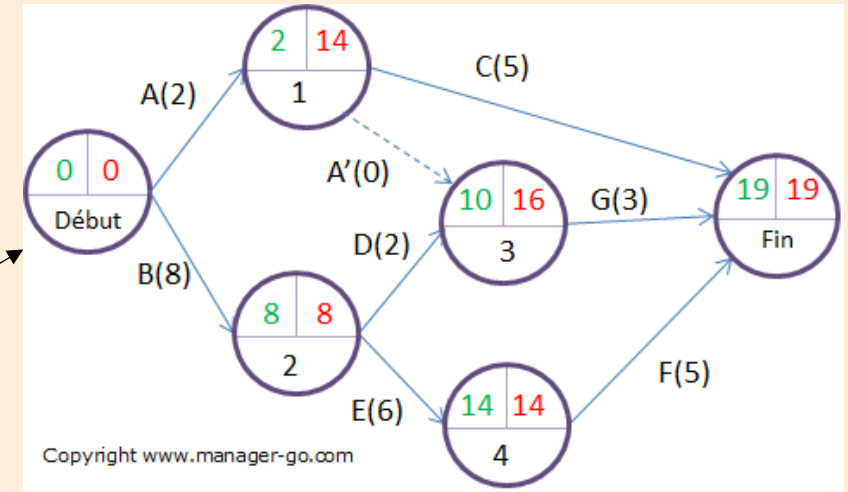 2 14
1
A(2)
C(5)
A'(0)
0 0
Début
10 16
3
G(3)
19 19
Fin
B(8)
D(2)
8 8
2
E(6)
14 14
4
F(5)
Copyright www.manager-go.com